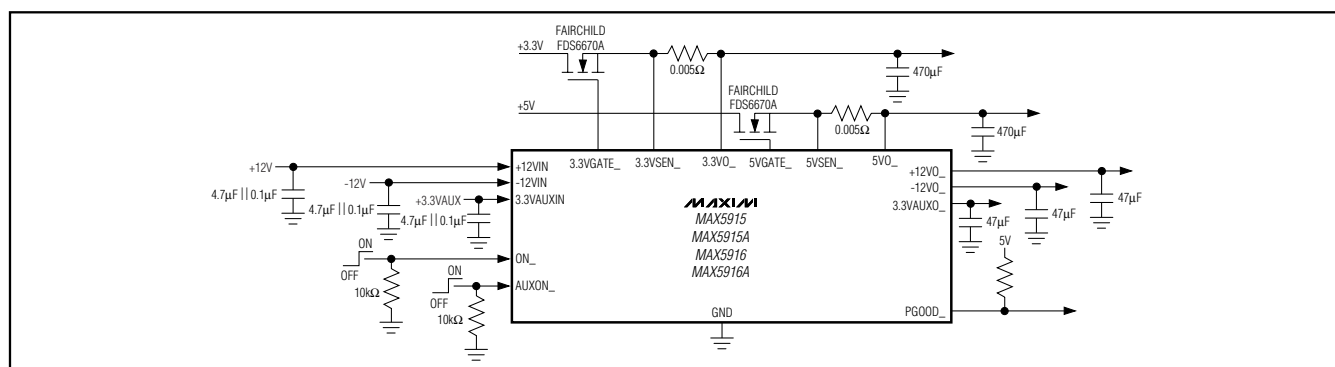 FAIRCHILD
FDS6670A
+3.3V
0.005Ω
470µF
FAIRCHILD
FDS6670A
+5V
0.005Ω
470µF
3.3VGATE_ 3.3VSEN_ 3.3VO_ 5VGATE_ 5VSEN_ 5VO_
+12V
+12VIN
+12VO_
4.7µF||0.1µF
-12V
-12VIN
-12VO_
47µF
4.7µF||0.1µF
+3.3VAUX
3.3VAUXIN
3.3VAUXO_
47µF
4.7µF||0.1µF
47µF
MAXIM
MAX5915
MAX5915A
MAX5916
MAX5916A
5V
ON
OFF
ON_
10kΩ
ON
OFF
AUXON_
10kΩ
GND
PGOOD_